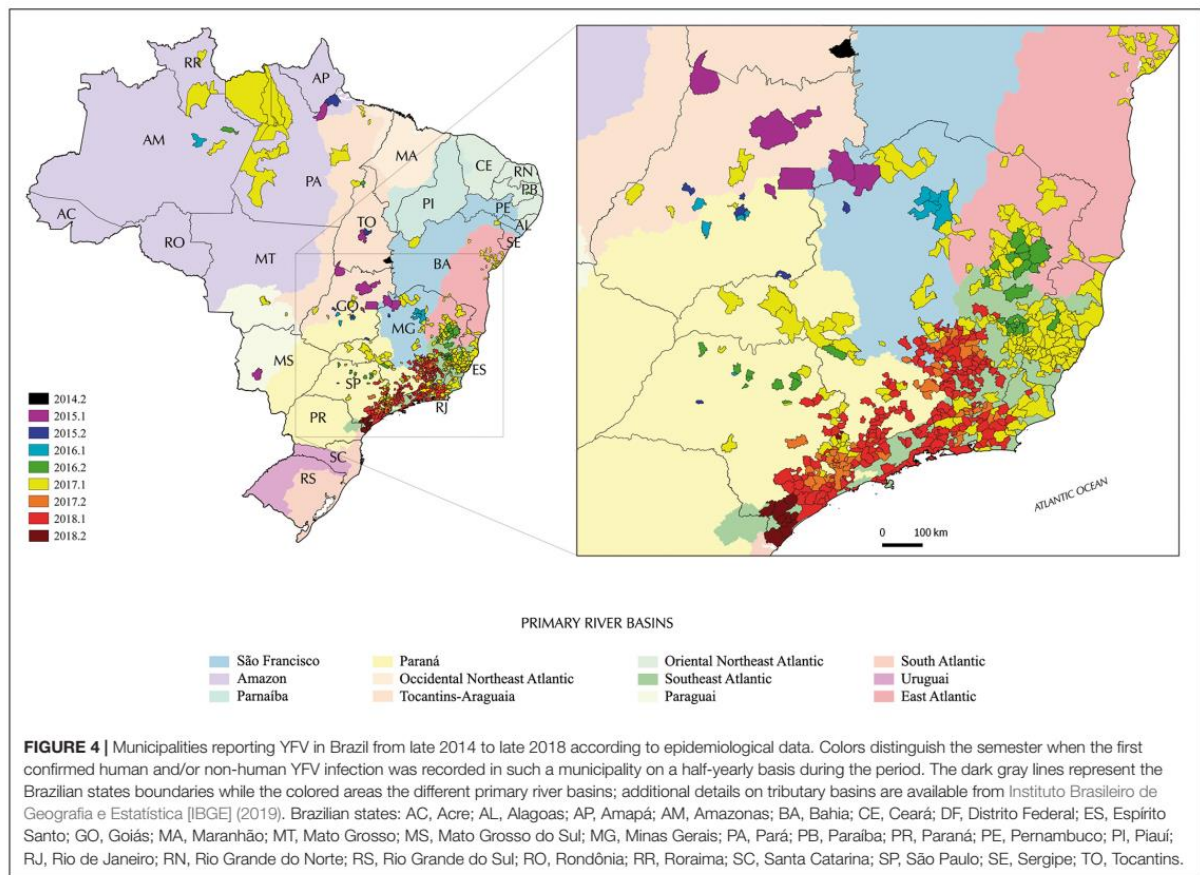 RR
AP
AM
PA
MA
CE
RN
PB
PI
PE
AL
SE
AC
RO
TO
MT
BA
GO
MG
MS
ES
SP
RJ
PR
SC
RS
2014.2
2015.1
2015.2
2016.1
2016.2
2017.1
2017.2
2018.1
2018.2
ATLANTIC OCEAN
0 100 km
PRIMARY RIVER BASINS
São Francisco
Amazon
Parnaíba
Paraná
Occidental Northeast Atlantic
Tocantins-Araguaia
Oriental Northeast Atlantic
Southeast Atlantic
Paraguai
South Atlantic
Uruguai
East Atlantic
FIGURE 4 | Municipalities reporting YFV in Brazil from late 2014 to late 2018 according to epidemiological data. Colors distinguish the semester when the first
confirmed human and/or non-human YFV infection was recorded in such a municipality on a half-yearly basis during the period. The dark gray lines represent the
Brazilian states boundaries while the colored areas the different primary river basins; additional details on tributary basins are available from Instituto Brasileiro de
Geografia e Estatística [IBGE] (2019). Brazilian states: AC, Acre; AL, Alagoas; AP, Amapá; AM, Amazonas; BA, Bahia; CE, Ceará; DF, Distrito Federal; ES, Espírito
Santo; GO, Goiás; MA, Maranhão; MT, Mato Grosso; MS, Mato Grosso do Sul; MG, Minas Gerais; PA, Pará; PB, Paraíba; PR, Paraná; PE, Pernambuco; PI, Piauí;
RJ, Rio de Janeiro; RN, Rio Grande do Norte; RS, Rio Grande do Sul; RO, Rondônia; RR, Roraima; SC, Santa Catarina; SP, São Paulo; SE, Sergipe; TO, Tocantins.